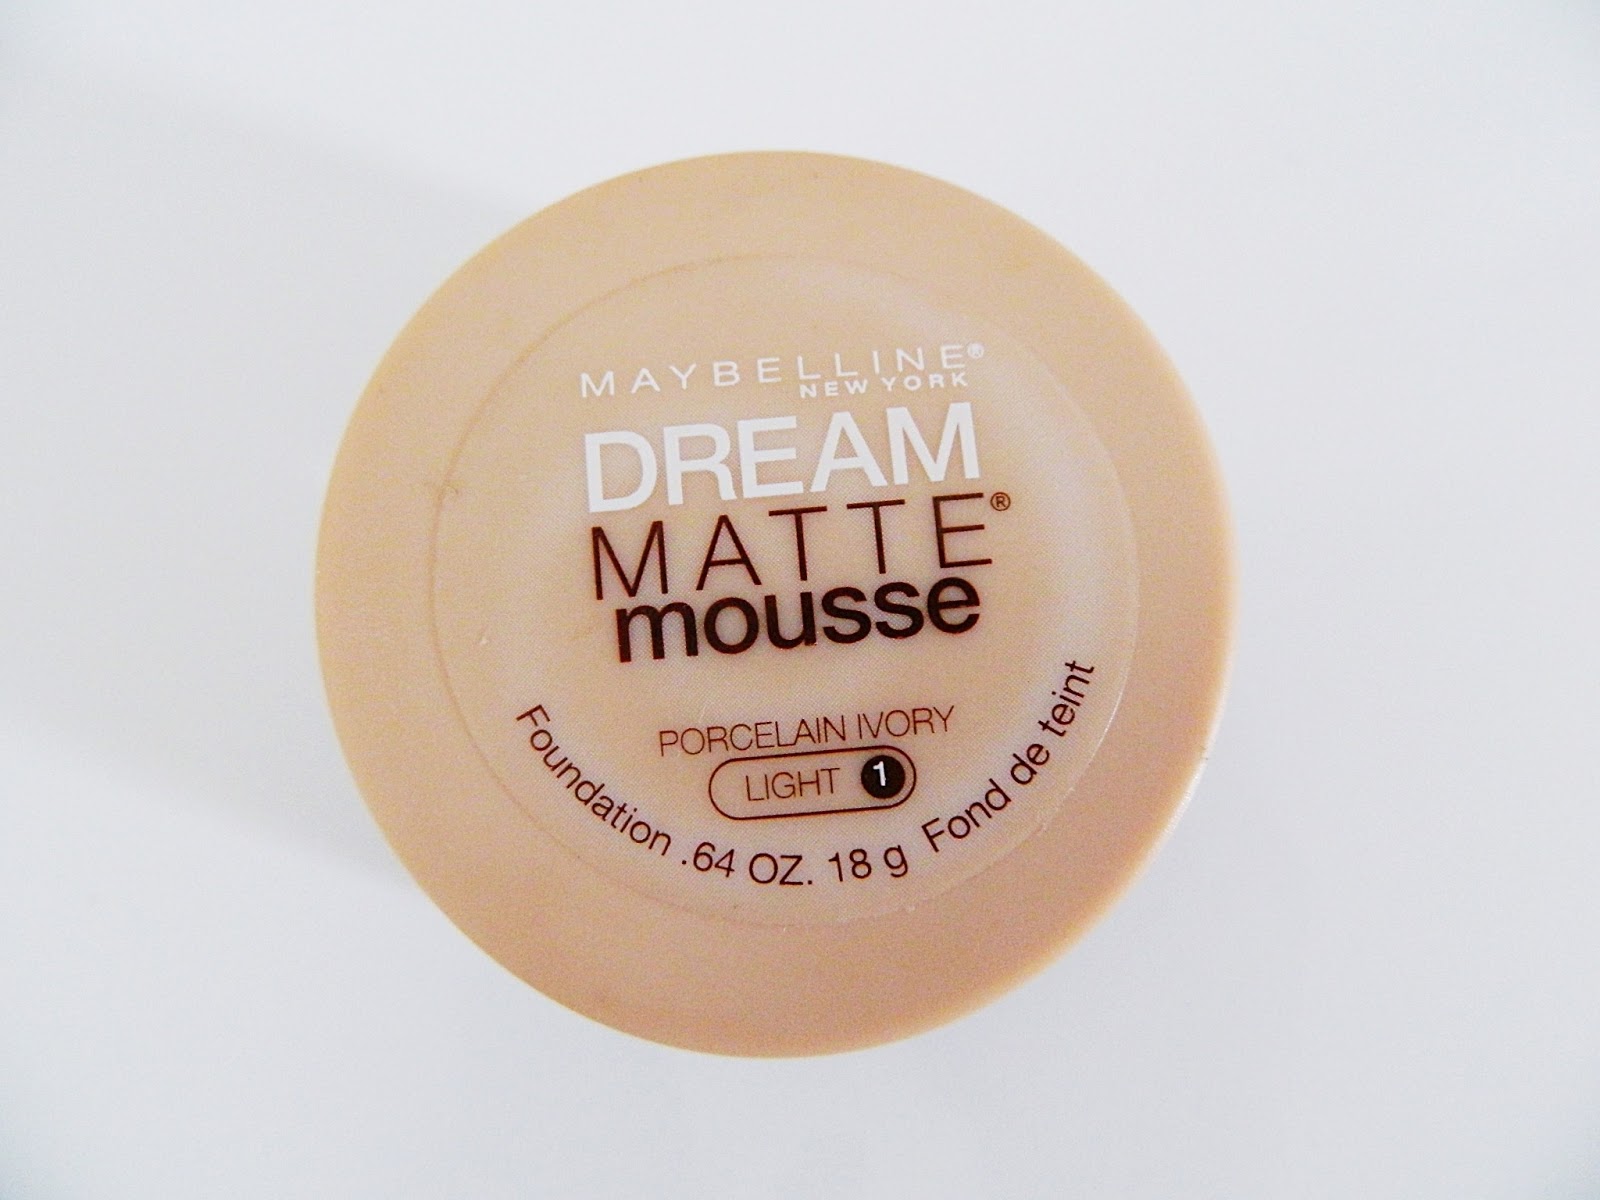 MAYBELLINE®
NEW YORK
DREAM
MATTE®
mousse
PORCELAIN IVORY
LIGHT 1
Foundation .64 OZ. 18 g Fond de teint